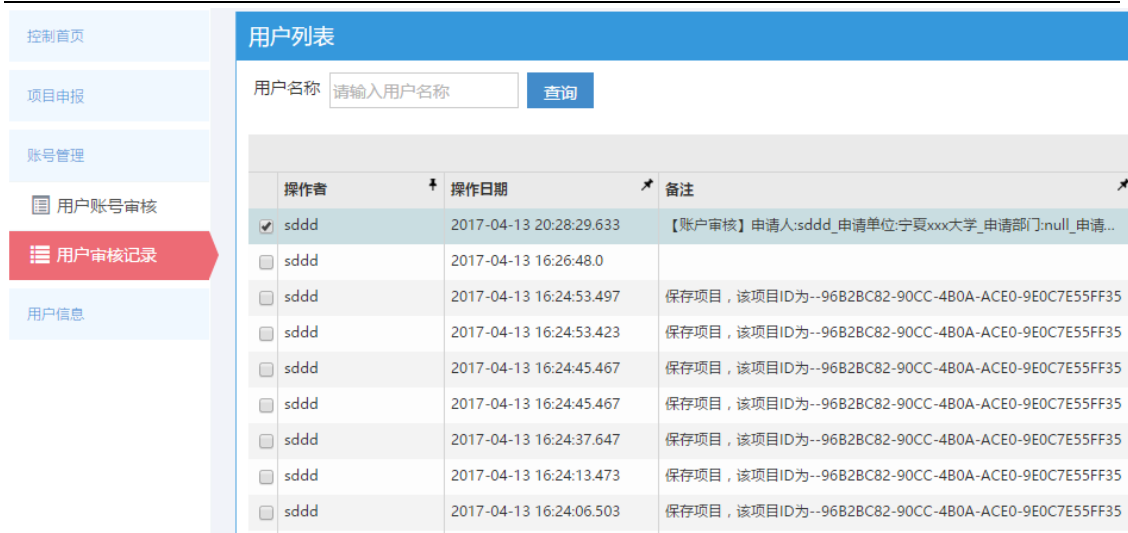 控制首页
项目申报
账号管理
用户账号审核
用户审核记录
用户信息
用户列表
用户名称 请输入用户名称 查询
操作者 操作日期 备注
sddd 2017-04-13 20:28:29.633 【账户审核】申请人:sddd_申请单位:宁夏xxx大学_申请部门:null_申请...
sddd 2017-04-13 16:26:48.0
sddd 2017-04-13 16:24:53.497 保存项目，该项目ID为--96B2BC82-90CC-4B0A-ACE0-9E0C7E55FF35
sddd 2017-04-13 16:24:53.423 保存项目，该项目ID为--96B2BC82-90CC-4B0A-ACE0-9E0C7E55FF35
sddd 2017-04-13 16:24:45.467 保存项目，该项目ID为--96B2BC82-90CC-4B0A-ACE0-9E0C7E55FF35
sddd 2017-04-13 16:24:45.467 保存项目，该项目ID为--96B2BC82-90CC-4B0A-ACE0-9E0C7E55FF35
sddd 2017-04-13 16:24:37.647 保存项目，该项目ID为--96B2BC82-90CC-4B0A-ACE0-9E0C7E55FF35
sddd 2017-04-13 16:24:13.473 保存项目，该项目ID为--96B2BC82-90CC-4B0A-ACE0-9E0C7E55FF35
sddd 2017-04-13 16:24:06.503 保存项目，该项目ID为--96B2BC82-90CC-4B0A-ACE0-9E0C7E55FF35